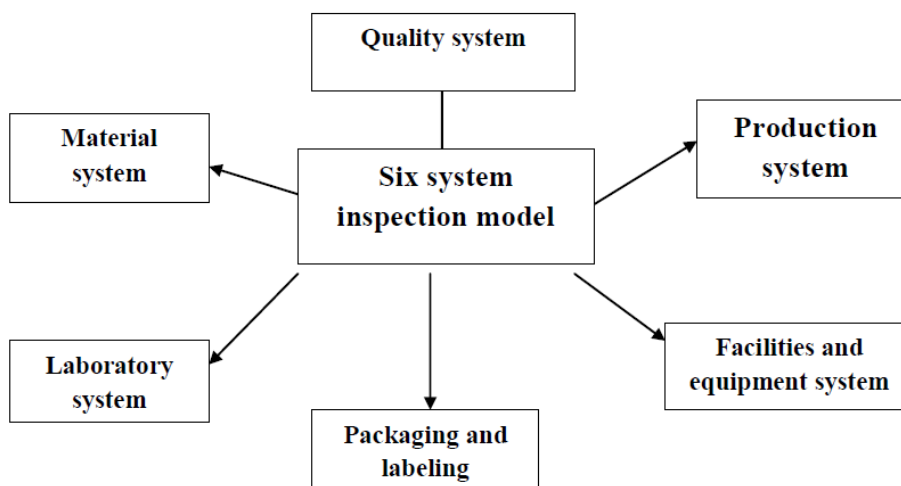 Quality system
Material
system
Production
system
Six system
inspection model
Laboratory
system
Facilities and
equipment system
Packaging and
labeling